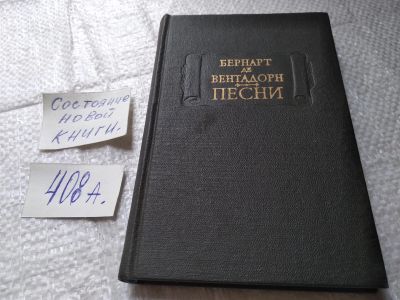 БЕРНАРТ
ДЕ
ВЕНТАДОРН
ПЕСНИ
Состояние
новой
книги.
408А.